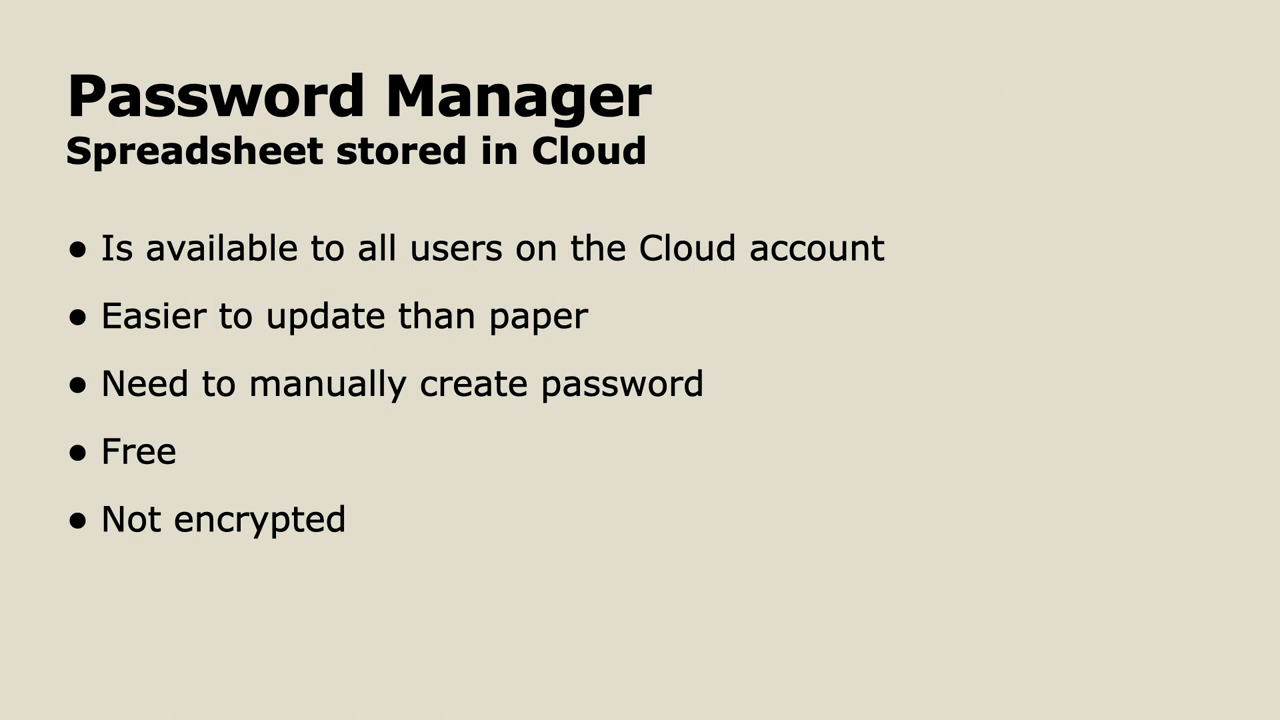 Password Manager
Spreadsheet stored in Cloud
• Is available to all users on the Cloud account
• Easier to update than paper
• Need to manually create password
• Free
• Not encrypted